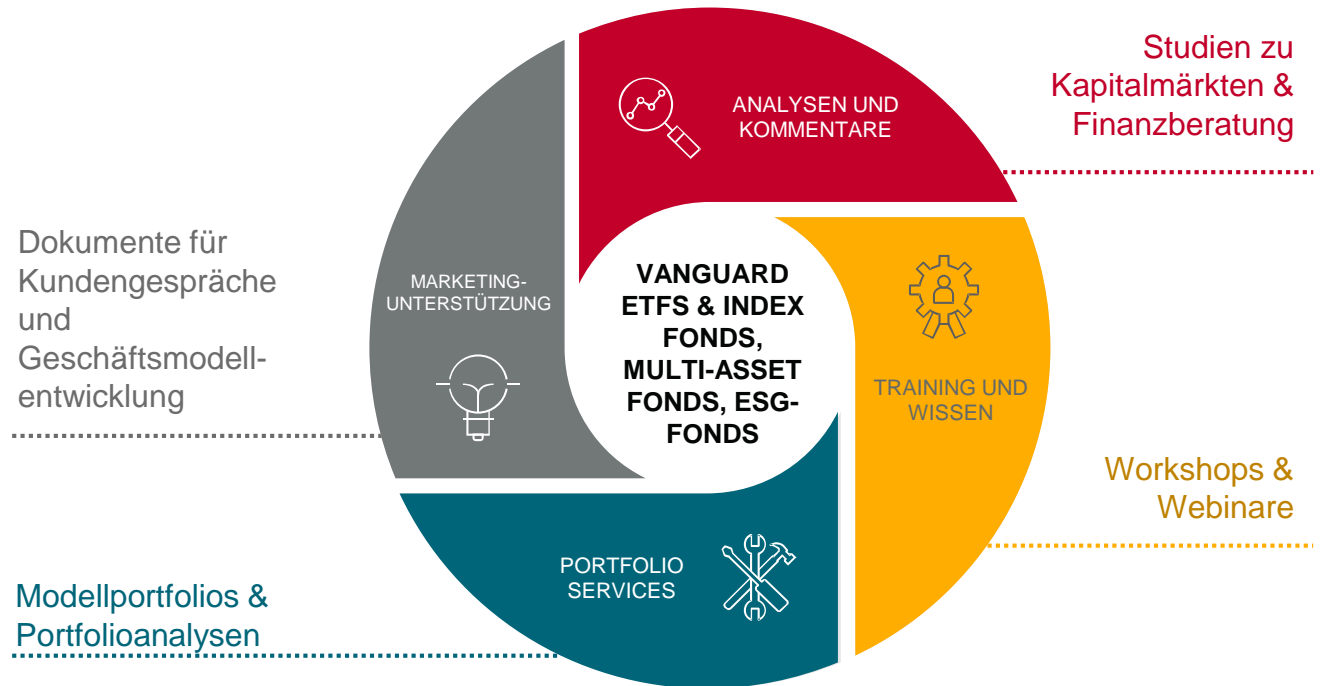 Studien zu
Kapitalmärkten &
Finanzberatung
ANALYSEN UND
KOMMENTARE
Dokumente für
Kundengespräche
und
Geschäftsmodell-
entwicklung
MARKETING-
UNTERSTÜTZUNG
VANGUARD
ETFS & INDEX
FONDS,
MULTI-ASSET
FONDS, ESG-
FONDS
TRAINING UND
WISSEN
Workshops &
Webinare
PORTFOLIO
SERVICES
Modellportfolios &
Portfolioanalysen